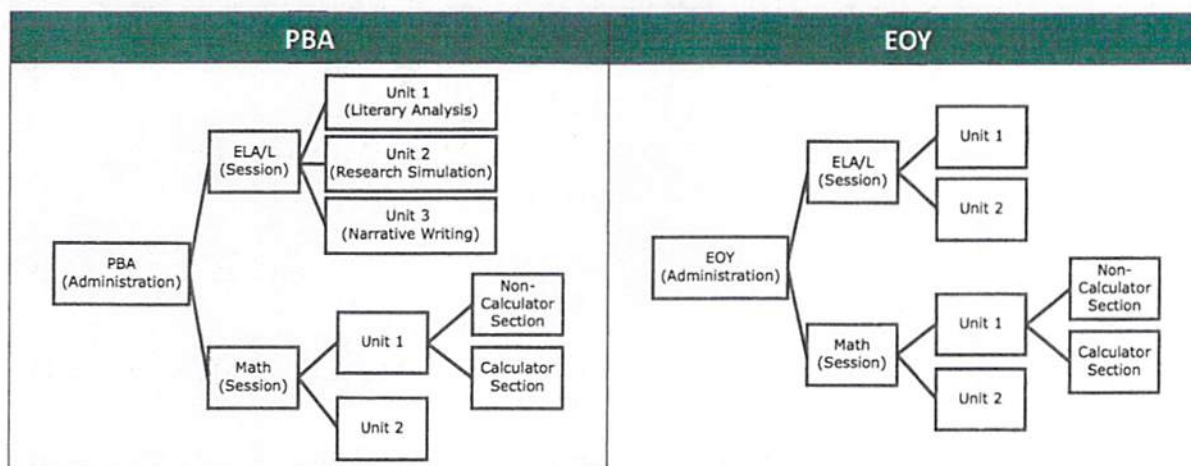 PBA
EOY
Unit 1
(Literary Analysis)
ELA/L
(Session)
Unit 2
(Research Simulation)
Unit 3
(Narrative Writing)
PBA
(Administration)
Math
(Session)
Unit 1
Non-
Calculator
Section
Calculator
Section
Unit 2
Unit 1
ELA/L
(Session)
Unit 2
EOY
(Administration)
Math
(Session)
Unit 1
Non-
Calculator
Section
Calculator
Section
Unit 2